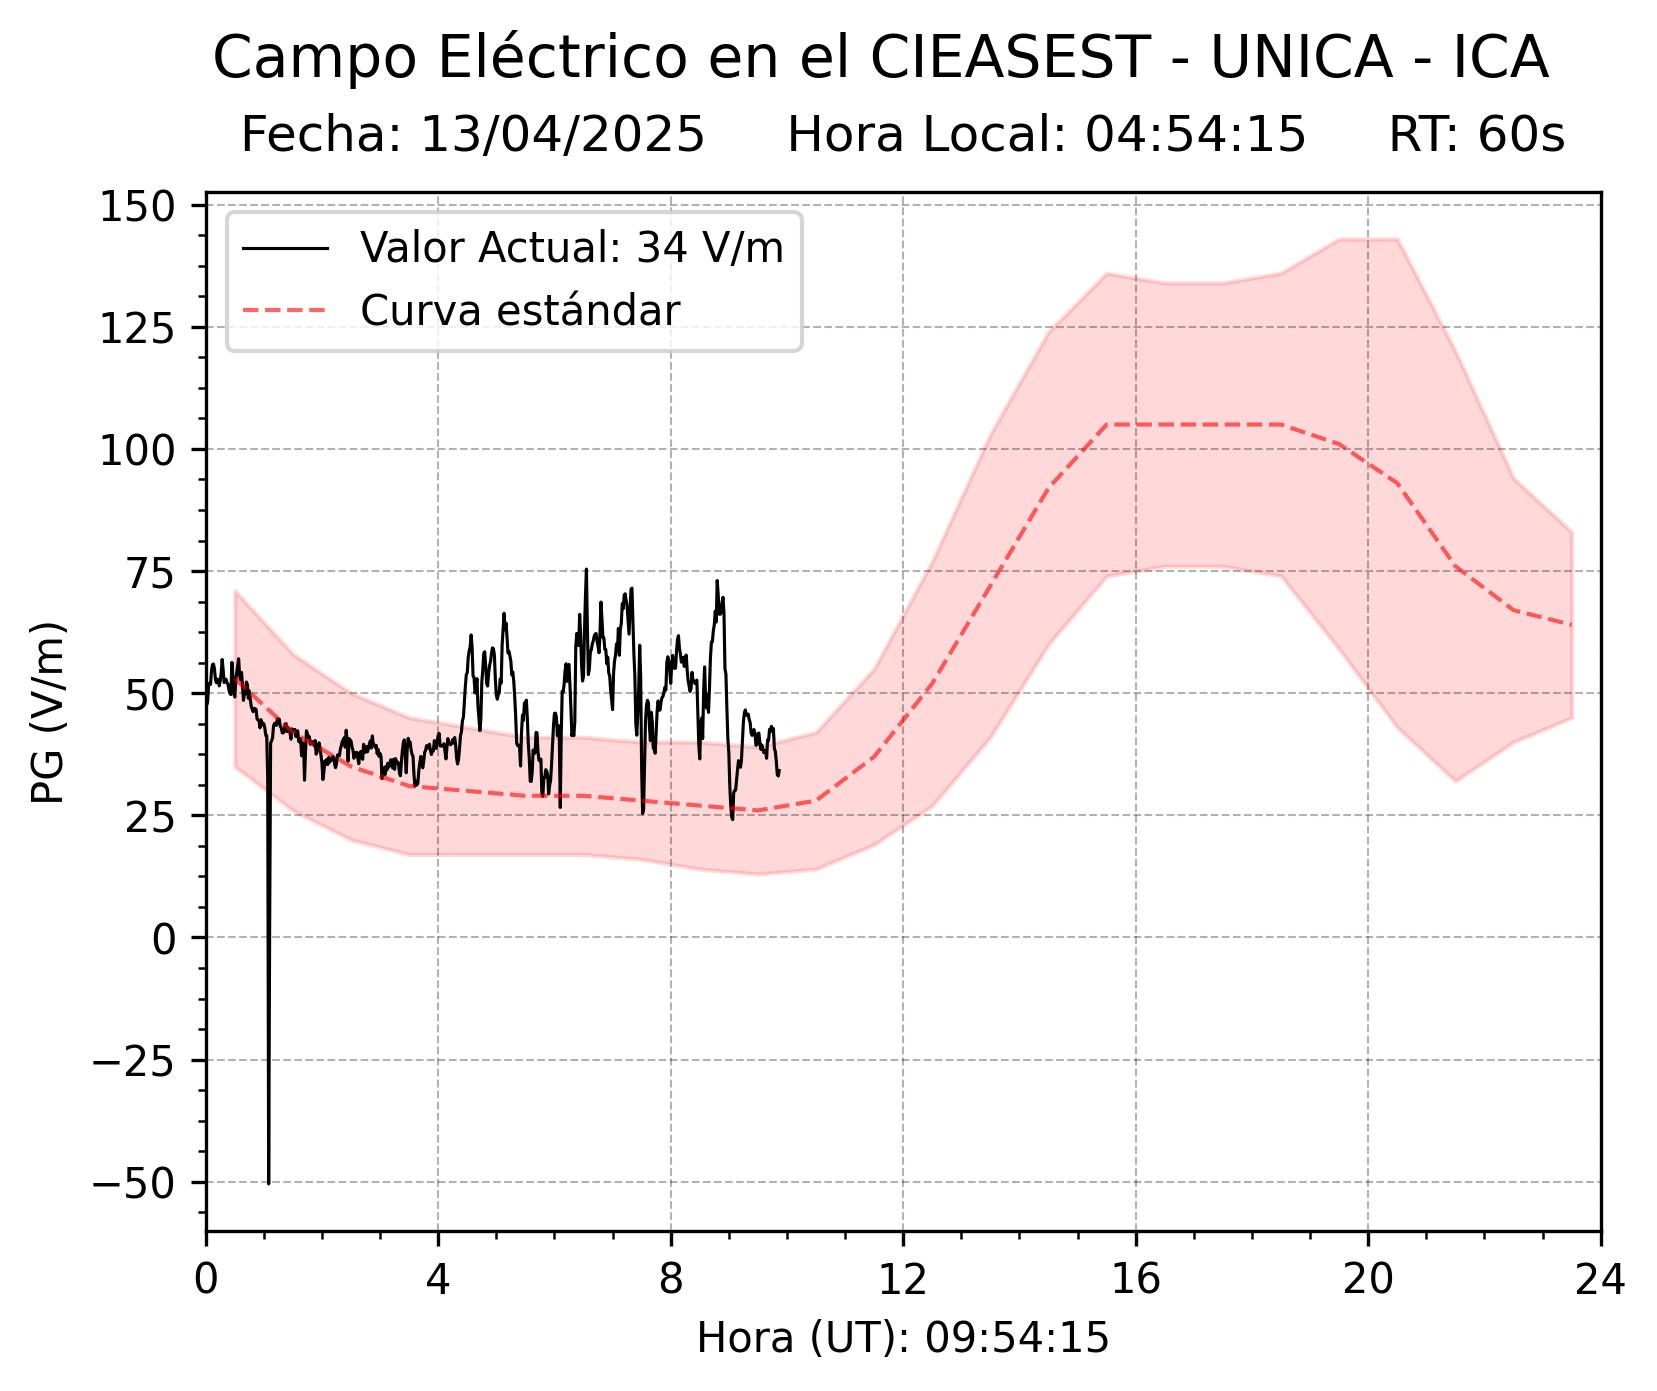 Campo Eléctrico en el CIEASEST - UNICA - ICA
Fecha: 13/04/2025 Hora Local: 04:54:15 RT: 60s
Valor Actual: 34 V/m
Curva estándar
PG (V/m)
150
125
100
75
50
25
0
−25
−50
0 4 8 12 16 20 24
Hora (UT): 09:54:15